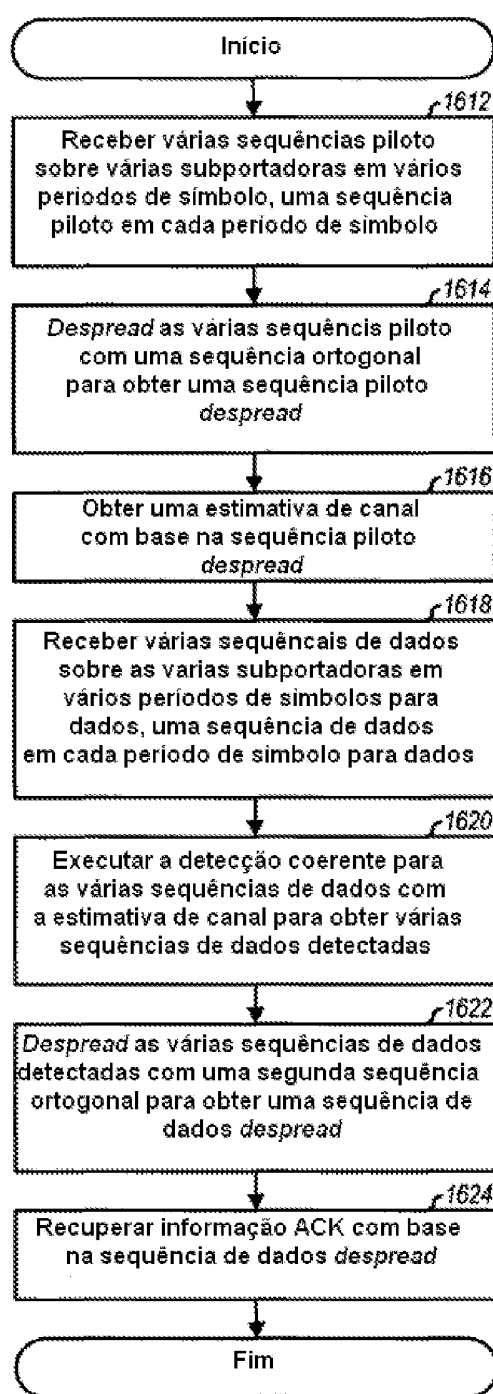 Início
1612
Receber várias sequências piloto
sobre várias subportadoras em vários
períodos de símbolo, uma sequência
piloto em cada período de símbolo
1614
Despread as várias sequêncis piloto
com uma sequência ortogonal
para obter uma sequência piloto
despread
1616
Obter uma estimativa de canal
com base na sequência piloto
despread
1618
Receber várias sequêncais de dados
sobre as varias subportadoras em
vários períodos de símbolos para
dados, uma sequência de dados
em cada período de símbolo para dados
1620
Executar a detecção coerente para
as várias sequências de dados com
a estimativa de canal para obter várias
sequências de dados detectadas
1622
Despread as várias sequências de dados
detectadas com uma segunda sequência
ortogonal para obter uma sequência de
dados despread
1624
Recuperar informação ACK com base
na sequência de dados despread
Fim